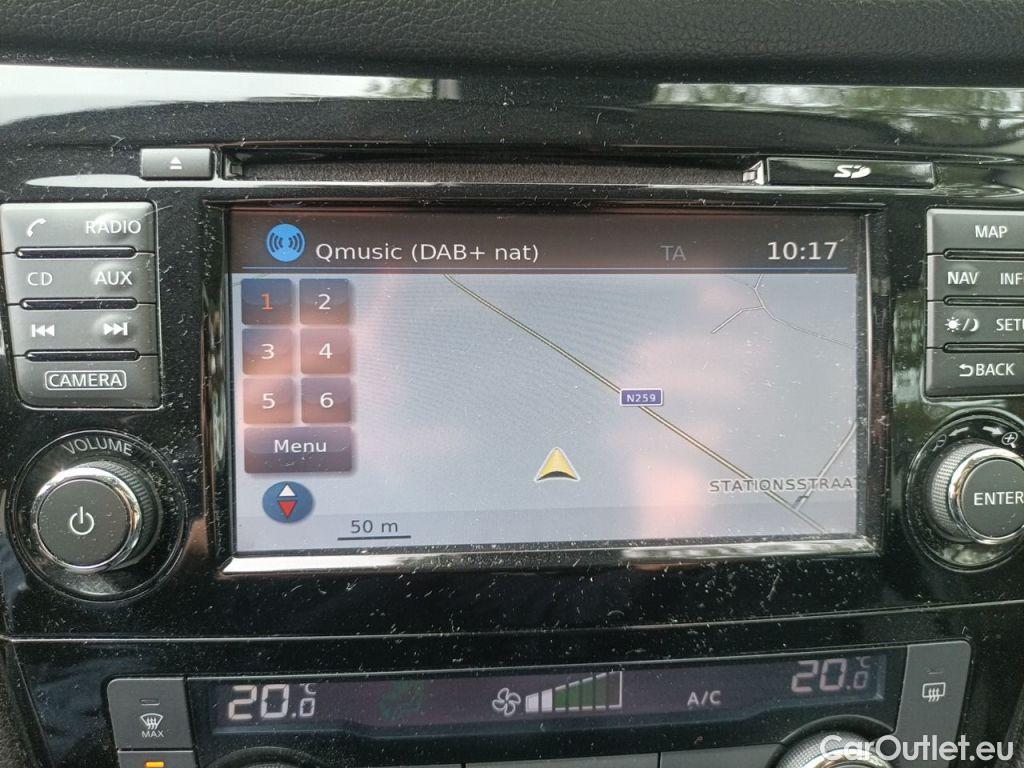 SD
RADIO
CD AUX
CAMERA
VOLUME
Qmusic (DAB+ nat) TA 10:17
1 2
3 4
5 6
Menu
50 m
N259
STATIONSSTRAAT
MAP
NAV INF
SETU
BACK
ENTER
20.0 °C
A/C
20.0 °C
MAX
CarOutlet.eu